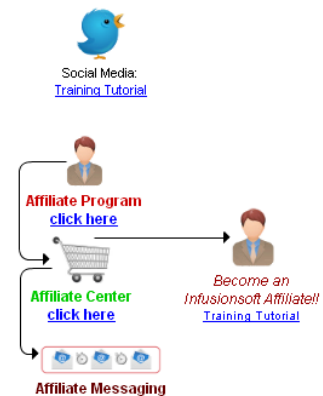 Social Media:
Training Tutorial
Affiliate Program
click here
Affiliate Center
click here
Become an
Infusionsoft Affiliate!!
Training Tutorial
Affiliate Messaging